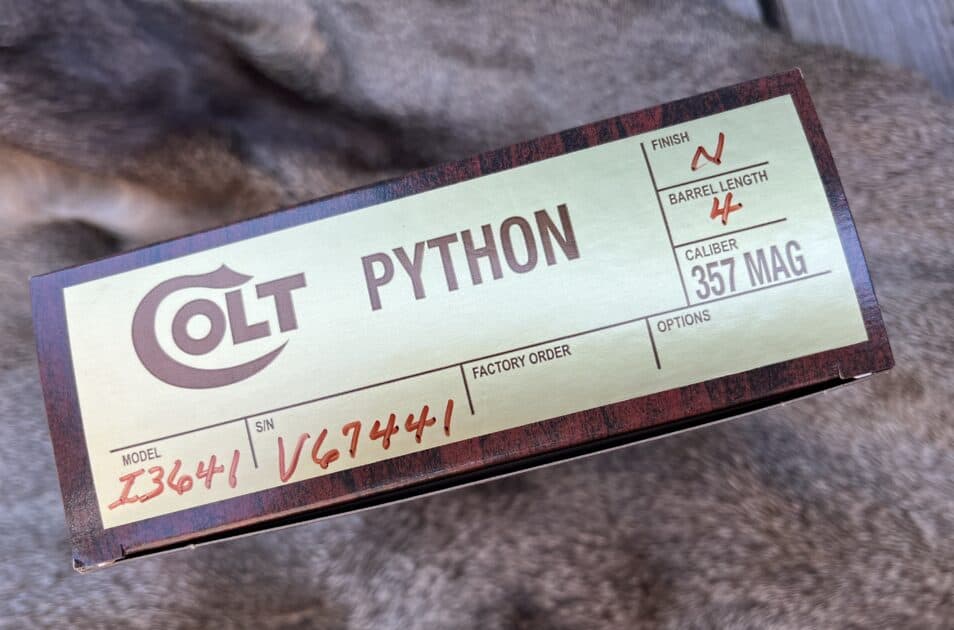 COLT PYTHON
FINISH
N
BARREL LENGTH
4
CALIBER
357 MAG
MODEL
I3641
S/N
V67441
FACTORY ORDER
OPTIONS